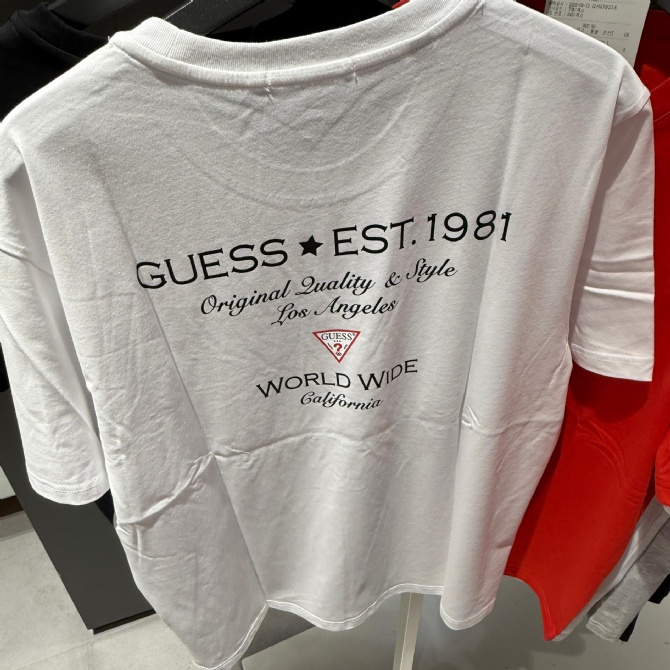 GUESS ★ EST. 1981
Original Quality & Style
Los Angeles
GUESS
?
WORLD WIDE
California